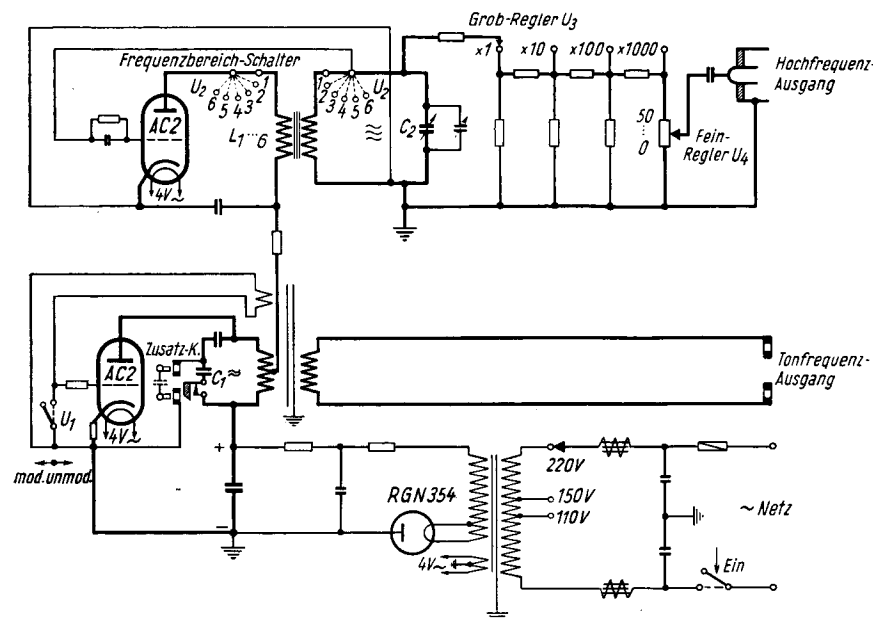 Grob-Regler U3
x1 x10 x100 x1000
Hochfrequenz-
Ausgang
Frequenzbereich-Schalter
U2 6 5 4 3 2 1
1 2 3 4 5 6 U2
AC2
L1...6
≈
C2
50
...
0
Fein-
Regler U4
4V~
Zusatz-K.
AC2
C1 ≈
U1
4V~
mod. unmod.
Tonfrequenz-
Ausgang
+
−
RGN354
4V~
220V
150V
110V
~ Netz
Ein